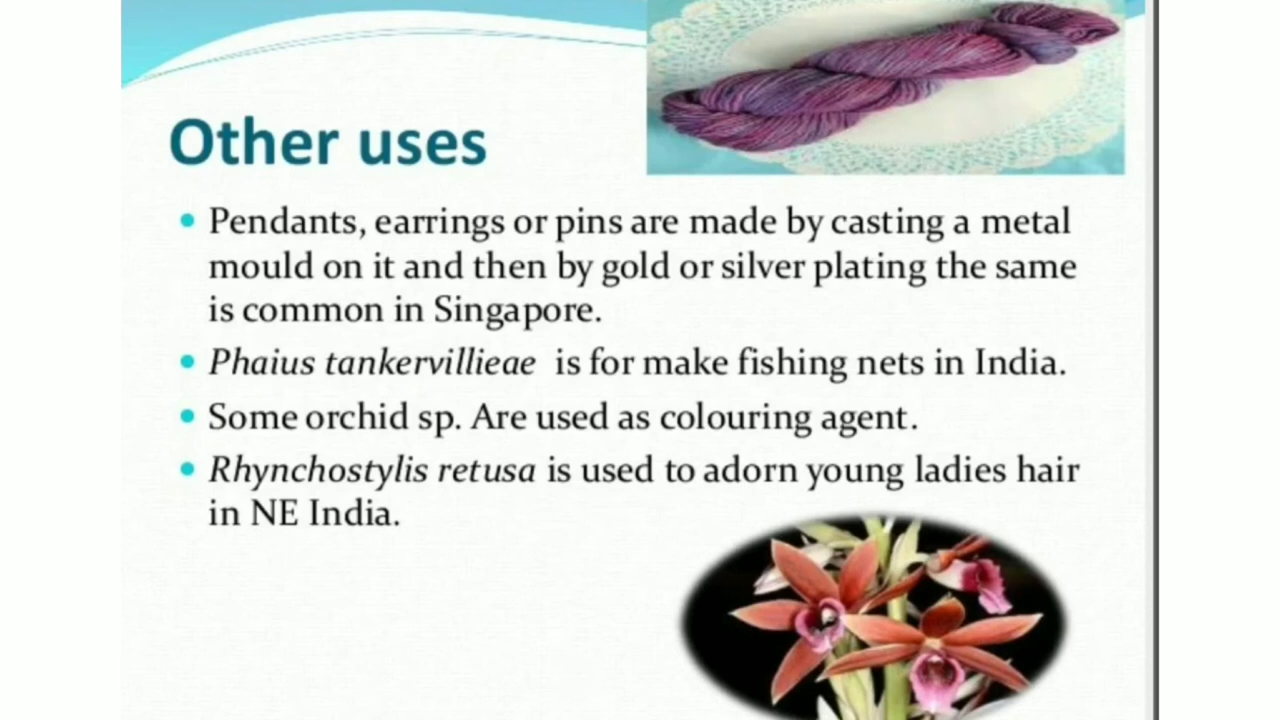 Other uses
Pendants, earrings or pins are made by casting a metal
mould on it and then by gold or silver plating the same
is common in Singapore.
Phaius tankervillieae is for make fishing nets in India.
Some orchid sp. Are used as colouring agent.
Rhynchostylis retusa is used to adorn young ladies hair
in NE India.